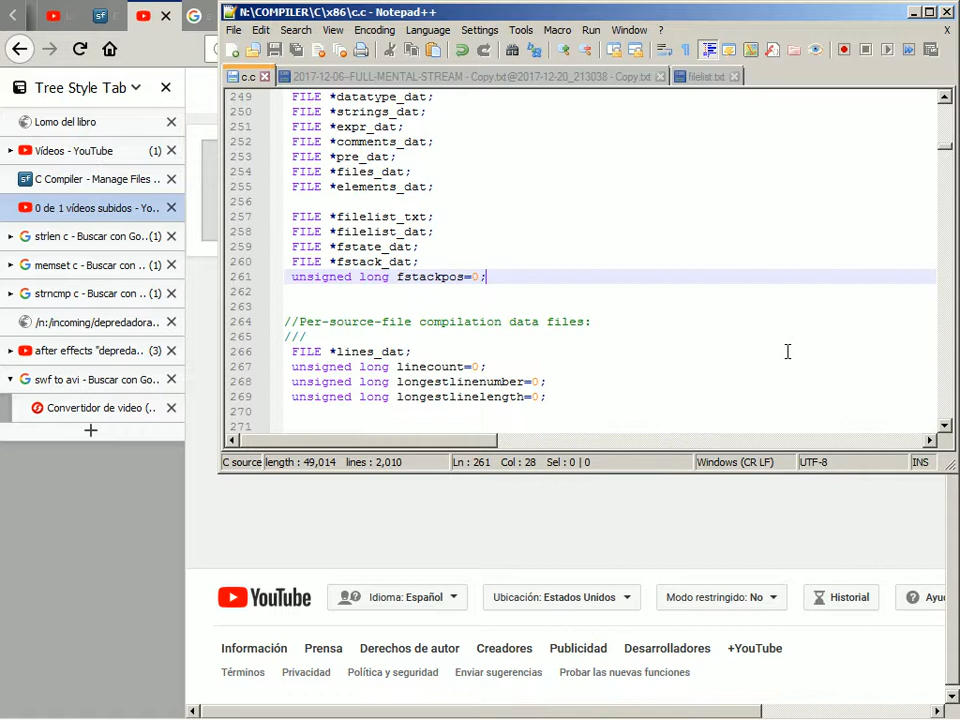 N:\COMPILER\C\x86\c.c - Notepad++
File Edit Search View Encoding Language Settings Tools Macro Run Window ? X
c.c 2017-12-06--FULL-MENTAL-STREAM - Copy.txt@2017-12-20_213038 - Copy.txt filelist.txt
249 FILE *datatype_dat;
250 FILE *strings_dat;
251 FILE *expr_dat;
252 FILE *comments_dat;
253 FILE *pre_dat;
254 FILE *files_dat;
255 FILE *elements_dat;
256
257 FILE *filelist_txt;
258 FILE *filelist_dat;
259 FILE *fstate_dat;
260 FILE *fstack_dat;
261 unsigned long fstackpos=0;
262
263
264 //Per-source-file compilation data files:
265 ///
266 FILE *lines_dat;
267 unsigned long linecount=0;
268 unsigned long longestlinenumber=0;
269 unsigned long longestlinelength=0;
270
271
C source length : 49,014 lines : 2,010 Ln : 261 Col : 28 Sel : 0 | 0 Windows (CR LF) UTF-8 INS
Tree Style Tab
Lomo del libro
Vídeos - YouTube (1)
C Compiler - Manage Files ..
0 de 1 vídeos subidos - Yo..
strlen c - Buscar con Go.. (1)
memset c - Buscar con .. (1)
strncmp c - Buscar con.. (1)
/n:/incoming/depredadora..
after effects "depreda.. (3)
swf to avi - Buscar con Go..
Convertidor de video (..
YouTube
Idioma: Español
Ubicación: Estados Unidos
Modo restringido: No
Historial
Ayu
Información Prensa Derechos de autor Creadores Publicidad Desarrolladores +YouTube
Términos Privacidad Política y seguridad Enviar sugerencias Probar las nuevas funciones